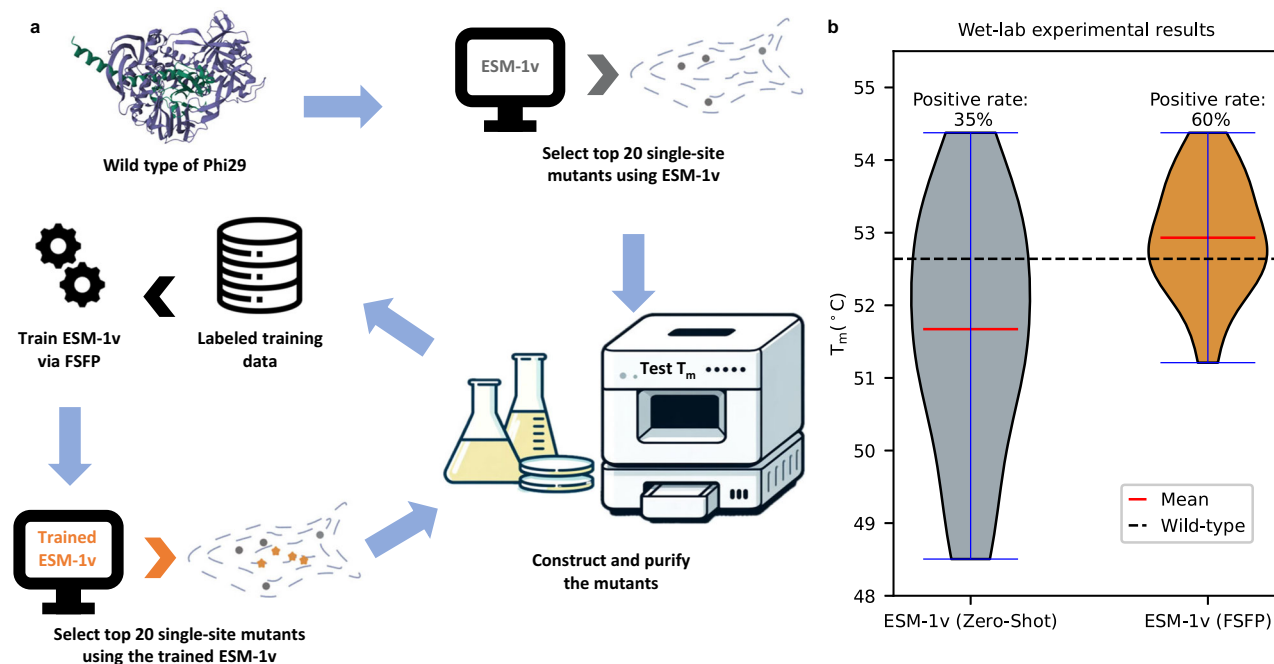 a
Wild type of Phi29
ESM-1v
Select top 20 single-site
mutants using ESM-1v
Train ESM-1v
via FSFP
Labeled training
data
Test Tm
Trained
ESM-1v
Select top 20 single-site mutants
using the trained ESM-1v
Construct and purify
the mutants
b
Wet-lab experimental results
Positive rate:
35%
Positive rate:
60%
Tm(°C)
55
54
53
52
51
50
49
48
Mean
Wild-type
ESM-1v (Zero-Shot)
ESM-1v (FSFP)